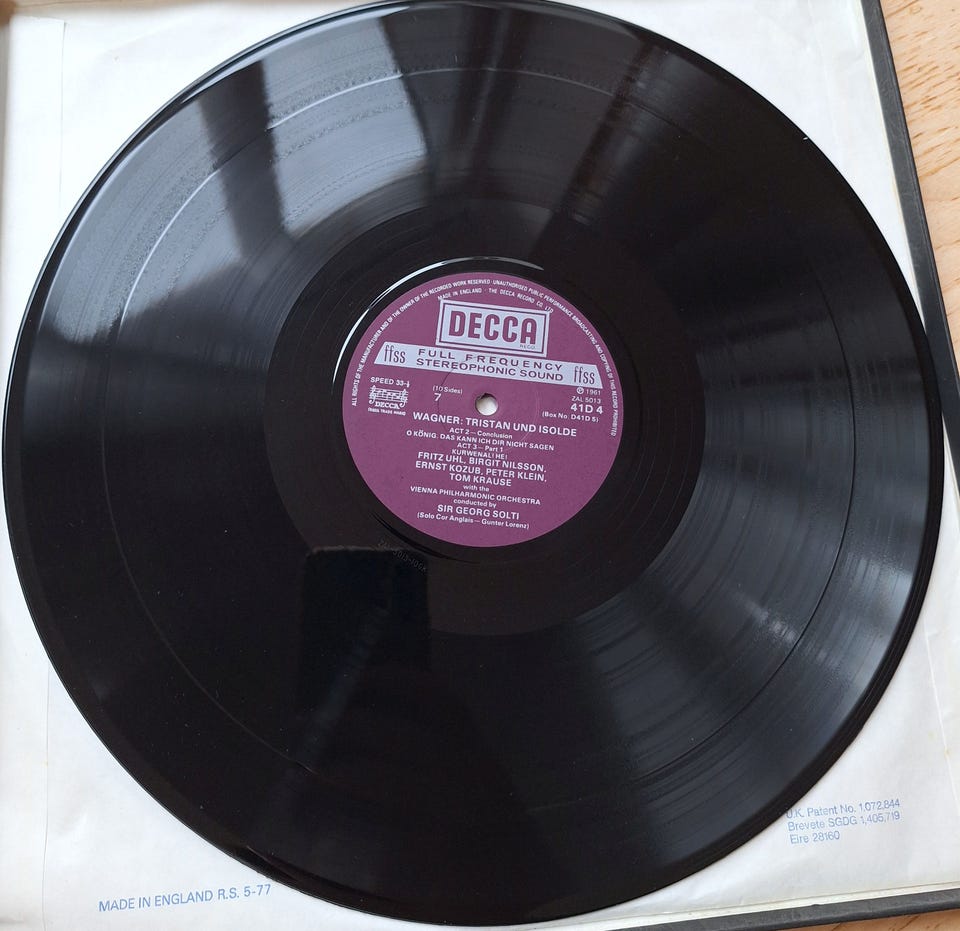 ALL RIGHTS OF THE MANUFACTURER AND OF THE OWNER OF THE RECORDED WORK RESERVED · UNAUTHORISED PUBLIC PERFORMANCE BROADCASTING AND COPYING OF THIS RECORD PROHIBITED
MADE IN ENGLAND · THE DECCA RECORD CO. LTD.
DECCA
REGD.
ffss FULL FREQUENCY STEREOPHONIC SOUND ffss
SPEED 33⅓
DECCA
TRADE MARK
(10 Sides)
7
℗ 1961
ZAL 5013
41D 4
(Box No. D41D 5)
WAGNER: TRISTAN UND ISOLDE
ACT 2—Conclusion
O KÖNIG, DAS KANN ICH DIR NICHT SAGEN
ACT 3—Part 1
KURWENAL! HE!
FRITZ UHL, BIRGIT NILSSON,
ERNST KOZUB, PETER KLEIN,
TOM KRAUSE
with the
VIENNA PHILHARMONIC ORCHESTRA
conducted by
SIR GEORG SOLTI
(Solo Cor Anglais—Gunter Lorenz)
U.K. Patent No. 1,072,844
Brevete SGDG 1,405,719
Eire 28160
MADE IN ENGLAND R.S. 5-77